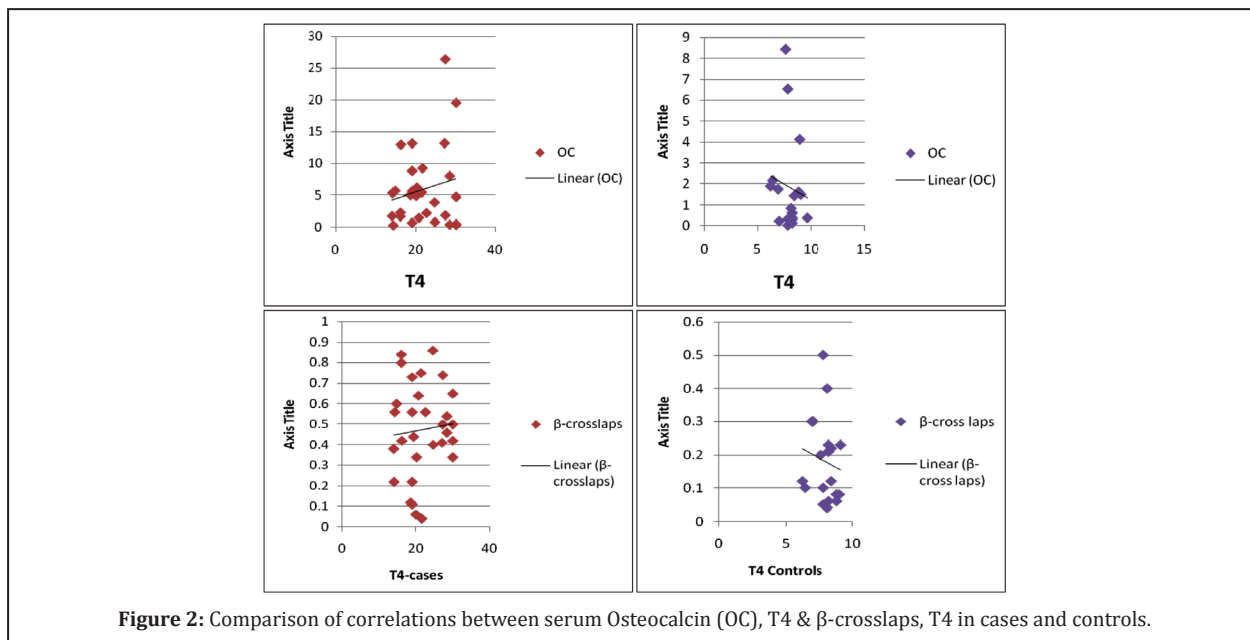 30
25
20
15
10
5
0
0 20 40
Axis Title
T4
OC
Linear (OC)
9
8
7
6
5
4
3
2
1
0
0 5 10 15
Axis Title
T4
OC
Linear (OC)
1
0.9
0.8
0.7
0.6
0.5
0.4
0.3
0.2
0.1
0
0 20 40
Axis Title
T4-cases
β-crosslaps
Linear (β-
crosslaps)
0.6
0.5
0.4
0.3
0.2
0.1
0
0 5 10
Axis Title
T4 Controls
β-cross laps
Linear (β-
cross laps)
Figure 2: Comparison of correlations between serum Osteocalcin (OC), T4 & β-crosslaps, T4 in cases and controls.